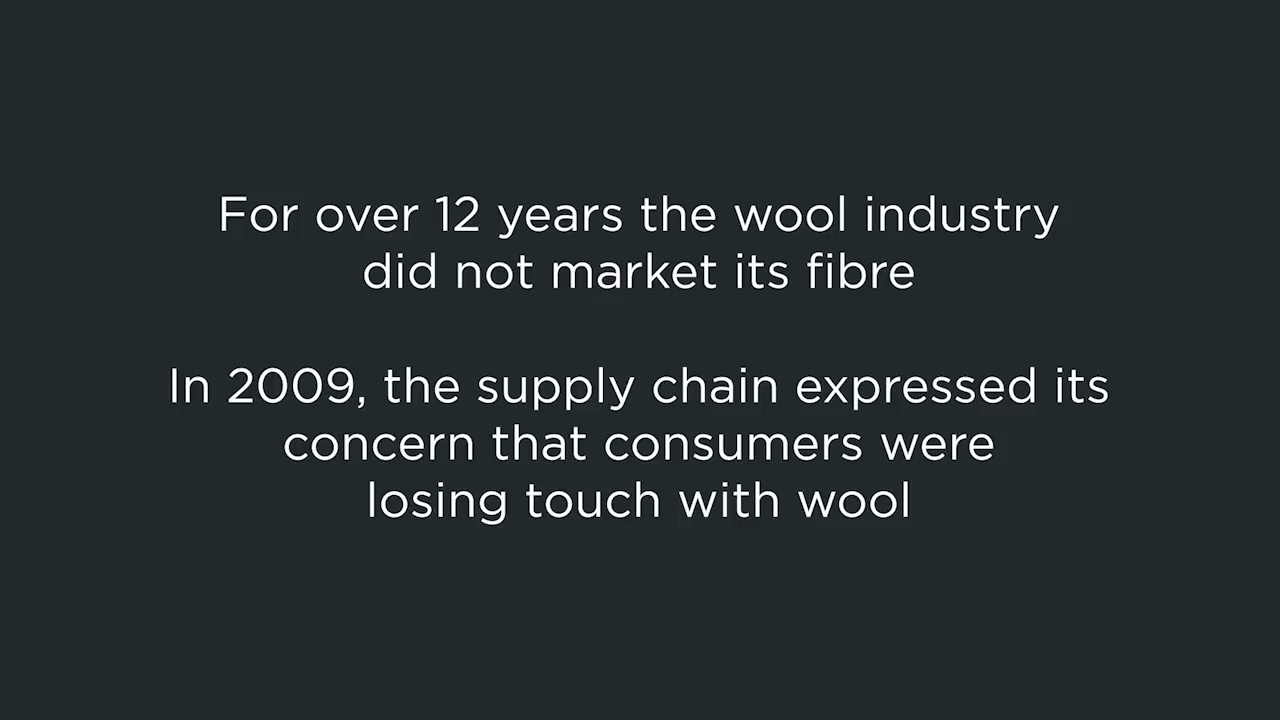 For over 12 years the wool industry
did not market its fibre
In 2009, the supply chain expressed its
concern that consumers were
losing touch with wool